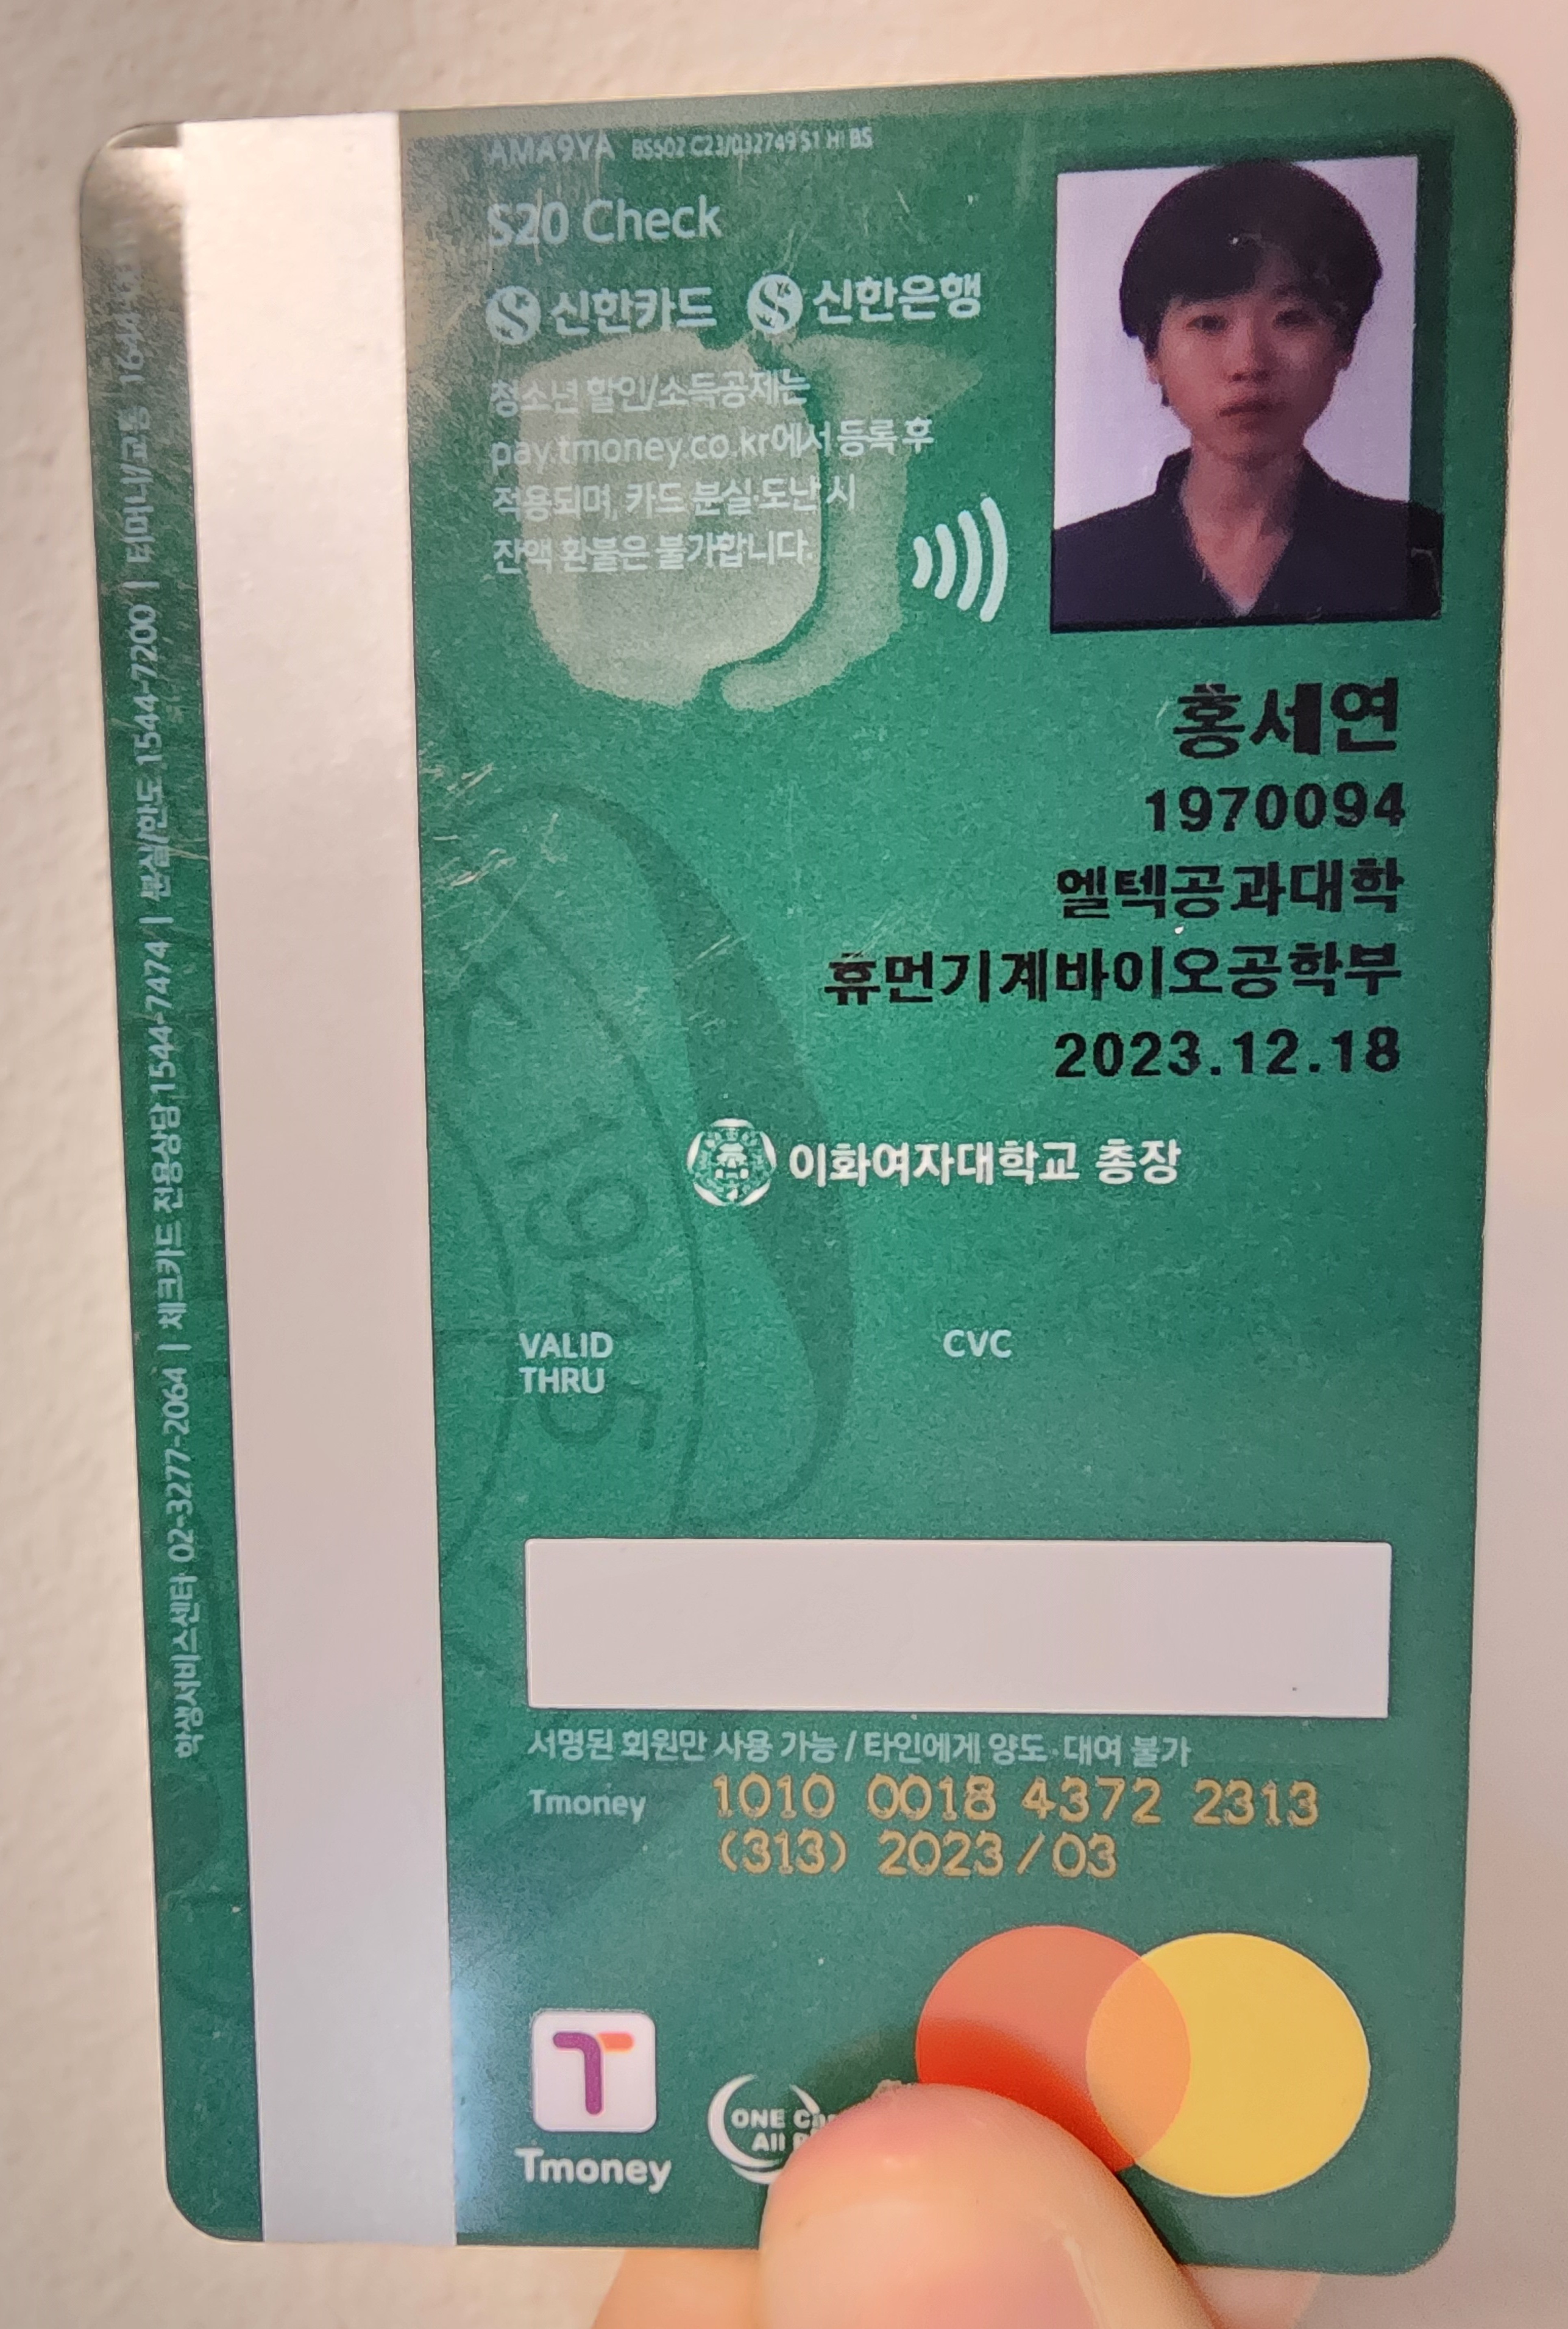 AMA9YA BS502 C23/032749 S1 HI BS
S20 Check
신한카드 신한은행
청소년 할인/소득공제는
pay.tmoney.co.kr에서 등록 후
적용되며, 카드 분실·도난 시
잔액 환불은 불가합니다.
홍세연
1970094
엘텍공과대학
휴먼기계바이오공학부
2023.12.18
이화여자대학교 총장
1945
VALID
THRU
CVC
서명된 회원만 사용 가능 / 타인에게 양도·대여 불가
Tmoney 1010 0018 4372 2313
(313) 2023/03
Tmoney
ONE
All
학생서비스센터 02-3277-2064 | 체크카드 전용상담 1544-7474 | 분실/한도 1544-7200 | 티머니/교통 1644-